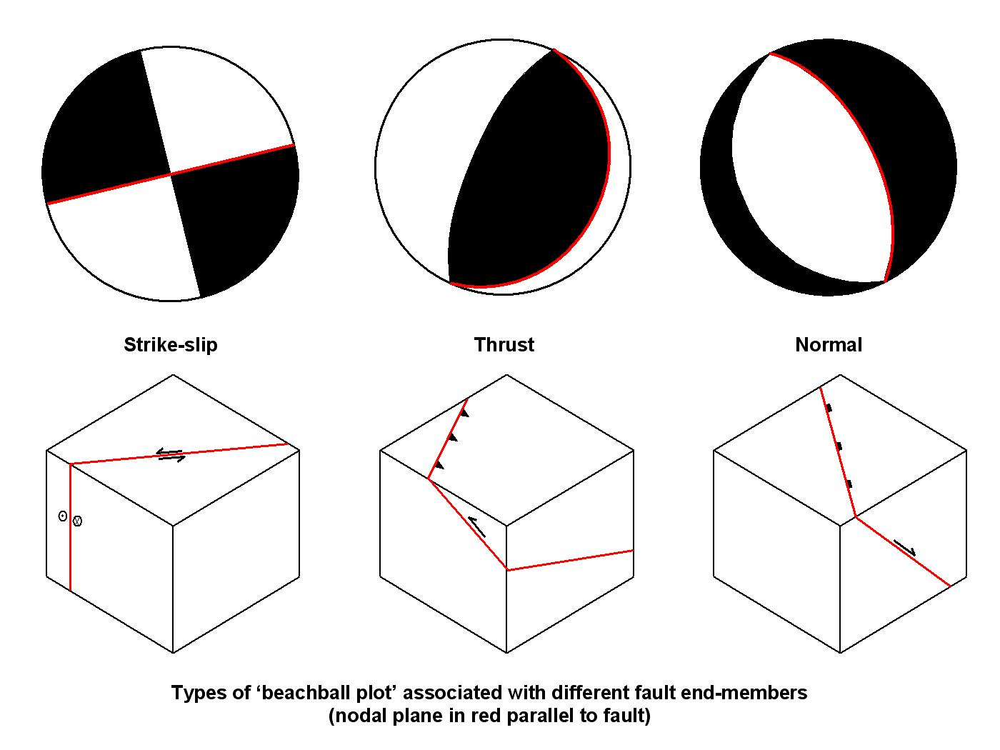 Strike-slip
Thrust
Normal
Types of ‘beachball plot’ associated with different fault end-members
(nodal plane in red parallel to fault)